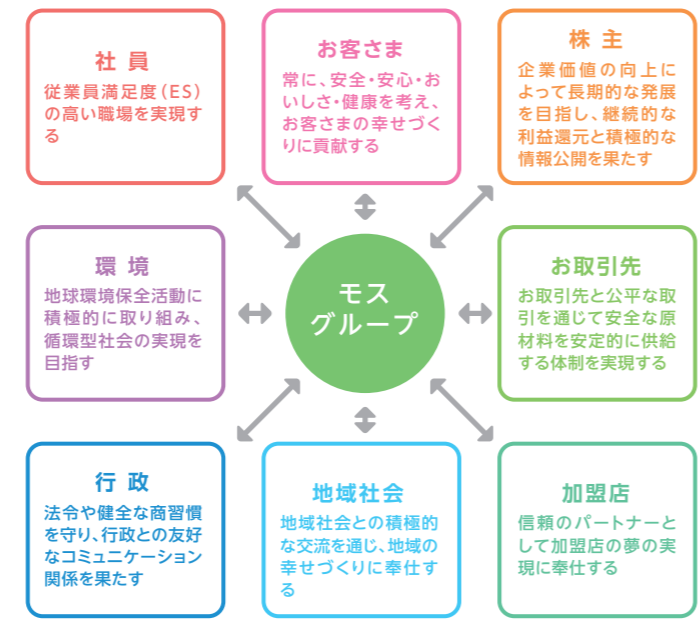 社 員
従業員満足度（ES）
の高い職場を実現す
る
お客さま
常に、安全・安心・お
いしさ・健康を考え、
お客さまの幸せづく
りに貢献する
株 主
企業価値の向上に
よって長期的な発展
を目指し、継続的な
利益還元と積極的な
情報公開を果たす
環 境
地球環境保全活動に
積極的に取り組み、
循環型社会の実現を
目指す
モス
グループ
お取引先
お取引先と公平な取
引を通じて安全な原
材料を安定的に供給
する体制を実現する
行 政
法令や健全な商習慣
を守り、行政との友好
なコミュニケーション
関係を果たす
地域社会
地域社会との積極的
な交流を通じ、地域の
幸せづくりに奉仕す
る
加盟店
信頼のパートナーと
して加盟店の夢の実
現に奉仕する